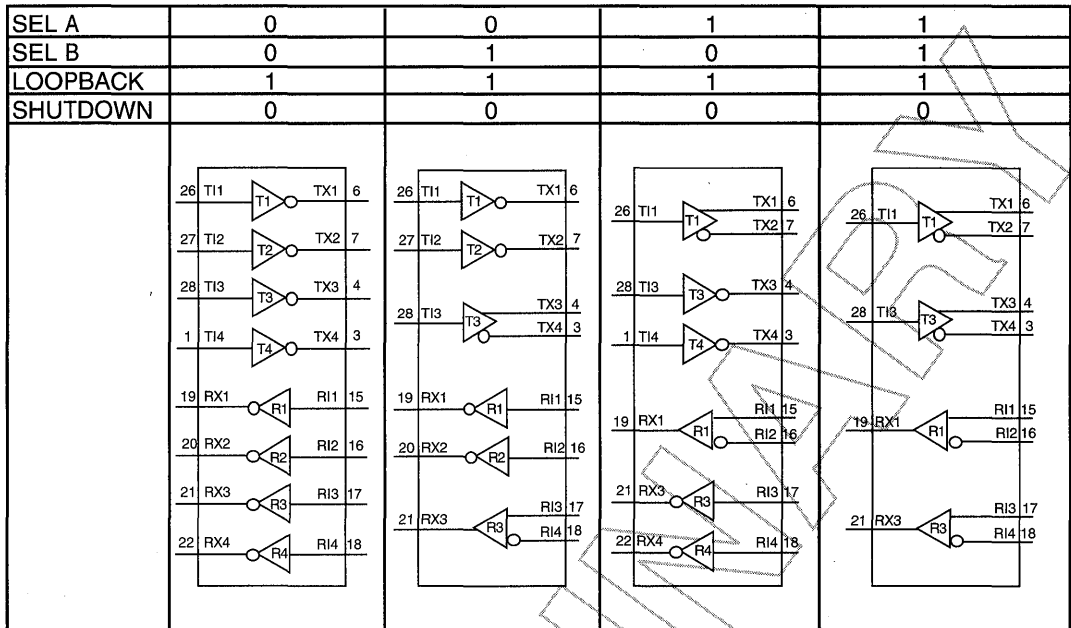 SEL A 0 0 1 1
SEL B 0 1 0 1
LOOPBACK 1 1 1 1
SHUTDOWN 0 0 0 0
26 TI1 T1 TX1 6
27 TI2 T2 TX2 7
28 TI3 T3 TX3 4
1 TI4 T4 TX4 3
19 RX1 R1 RI1 15
20 RX2 R2 RI2 16
21 RX3 R3 RI3 17
22 RX4 R4 RI4 18
26 TI1 T1 TX1 6
27 TI2 T2 TX2 7
28 TI3 T3 TX3 4
TX4 3
19 RX1 R1 RI1 15
20 RX2 R2 RI2 16
21 RX3 R3 RI3 17
RI4 18
26 TI1 T1 TX1 6
TX2 7
28 TI3 T3 TX3 4
1 TI4 T4 TX4 3
19 RX1 R1 RI1 15
RI2 16
21 RX3 R3 RI3 17
22 RX4 R4 RI4 18
26 TI1 T1 TX1 6
TX2 7
28 TI3 T3 TX3 4
TX4 3
19 RX1 R1 RI1 15
RI2 16
21 RX3 R3 RI3 17
RI4 18